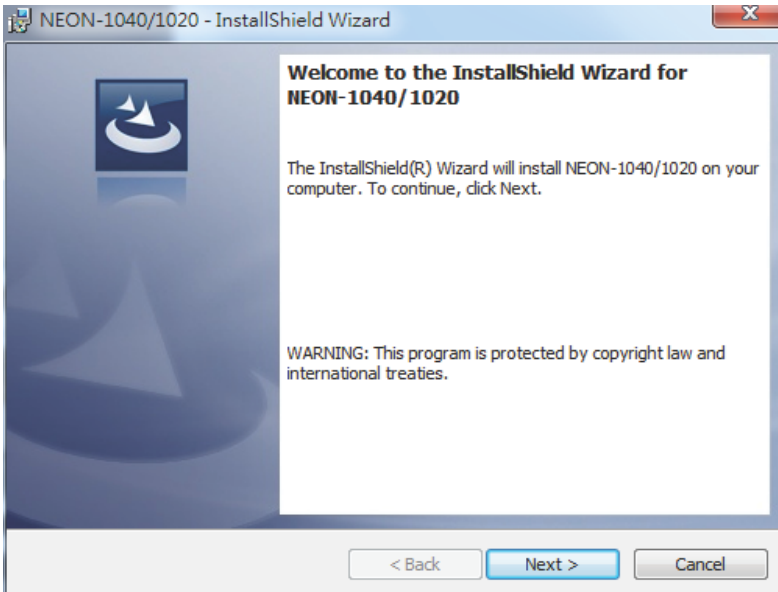 NEON-1040/1020 - InstallShield Wizard
Welcome to the InstallShield Wizard for
NEON-1040/1020
The InstallShield(R) Wizard will install NEON-1040/1020 on your
computer. To continue, click Next.
WARNING: This program is protected by copyright law and
international treaties.
< Back
Next >
Cancel